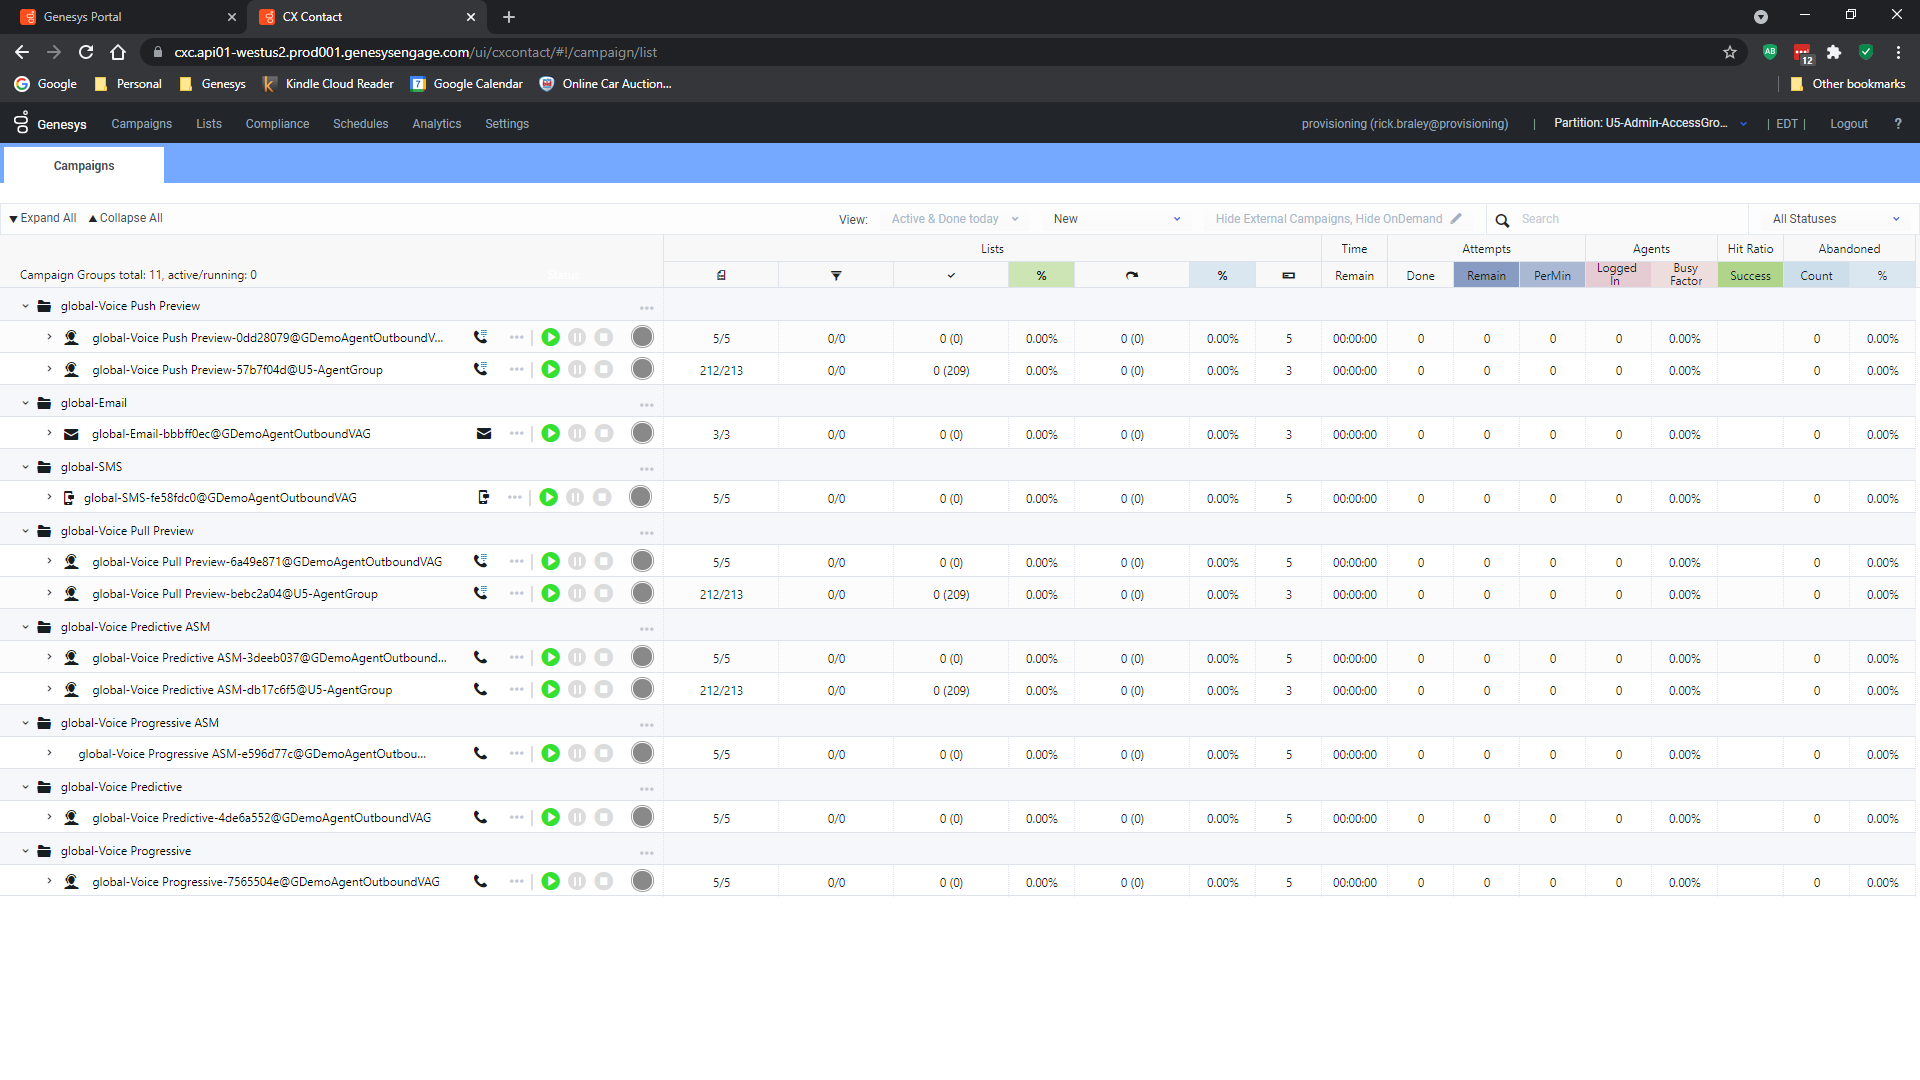 Genesys Portal
CX Contact
cxc.api01-westus2.prod001.genesysengage.com/ui/cxcontact/#!/campaign/list
AB
12
Google Personal Genesys Kindle Cloud Reader 7 Google Calendar Online Car Auction... Other bookmarks
Genesys Campaigns Lists Compliance Schedules Analytics Settings provisioning (rick.braley@provisioning) | Partition: U5-Admin-AccessGro... | EDT | Logout ?
Campaigns
Expand All Collapse All View: Active & Done today New Hide External Campaigns, Hide OnDemand Search All Statuses
Lists Time Attempts Agents Hit Ratio Abandoned
Campaign Groups total: 11, active/running: 0 Status % % Remain Done Remain PerMin Logged In Busy Factor Success Count %
global-Voice Push Preview
global-Voice Push Preview-0dd28079@GDemoAgentOutboundV... 5/5 0/0 0 (0) 0.00% 0 (0) 0.00% 5 00:00:00 0 0 0 0 0.00% 0 0.00%
global-Voice Push Preview-57b7f04d@U5-AgentGroup 212/213 0/0 0 (209) 0.00% 0 (0) 0.00% 3 00:00:00 0 0 0 0 0.00% 0 0.00%
global-Email
global-Email-bbbff0ec@GDemoAgentOutboundVAG 3/3 0/0 0 (0) 0.00% 0 (0) 0.00% 3 00:00:00 0 0 0 0 0.00% 0 0.00%
global-SMS
global-SMS-fe58fdc0@GDemoAgentOutboundVAG 5/5 0/0 0 (0) 0.00% 0 (0) 0.00% 5 00:00:00 0 0 0 0 0.00% 0 0.00%
global-Voice Pull Preview
global-Voice Pull Preview-6a49e871@GDemoAgentOutboundVAG 5/5 0/0 0 (0) 0.00% 0 (0) 0.00% 5 00:00:00 0 0 0 0 0.00% 0 0.00%
global-Voice Pull Preview-bebc2a04@U5-AgentGroup 212/213 0/0 0 (209) 0.00% 0 (0) 0.00% 3 00:00:00 0 0 0 0 0.00% 0 0.00%
global-Voice Predictive ASM
global-Voice Predictive ASM-3deeb037@GDemoAgentOutbound... 5/5 0/0 0 (0) 0.00% 0 (0) 0.00% 5 00:00:00 0 0 0 0 0.00% 0 0.00%
global-Voice Predictive ASM-db17c6f5@U5-AgentGroup 212/213 0/0 0 (209) 0.00% 0 (0) 0.00% 3 00:00:00 0 0 0 0 0.00% 0 0.00%
global-Voice Progressive ASM
global-Voice Progressive ASM-e596d77c@GDemoAgentOutbou... 5/5 0/0 0 (0) 0.00% 0 (0) 0.00% 5 00:00:00 0 0 0 0 0.00% 0 0.00%
global-Voice Predictive
global-Voice Predictive-4de6a552@GDemoAgentOutboundVAG 5/5 0/0 0 (0) 0.00% 0 (0) 0.00% 5 00:00:00 0 0 0 0 0.00% 0 0.00%
global-Voice Progressive
global-Voice Progressive-7565504e@GDemoAgentOutboundVAG 5/5 0/0 0 (0) 0.00% 0 (0) 0.00% 5 00:00:00 0 0 0 0 0.00% 0 0.00%